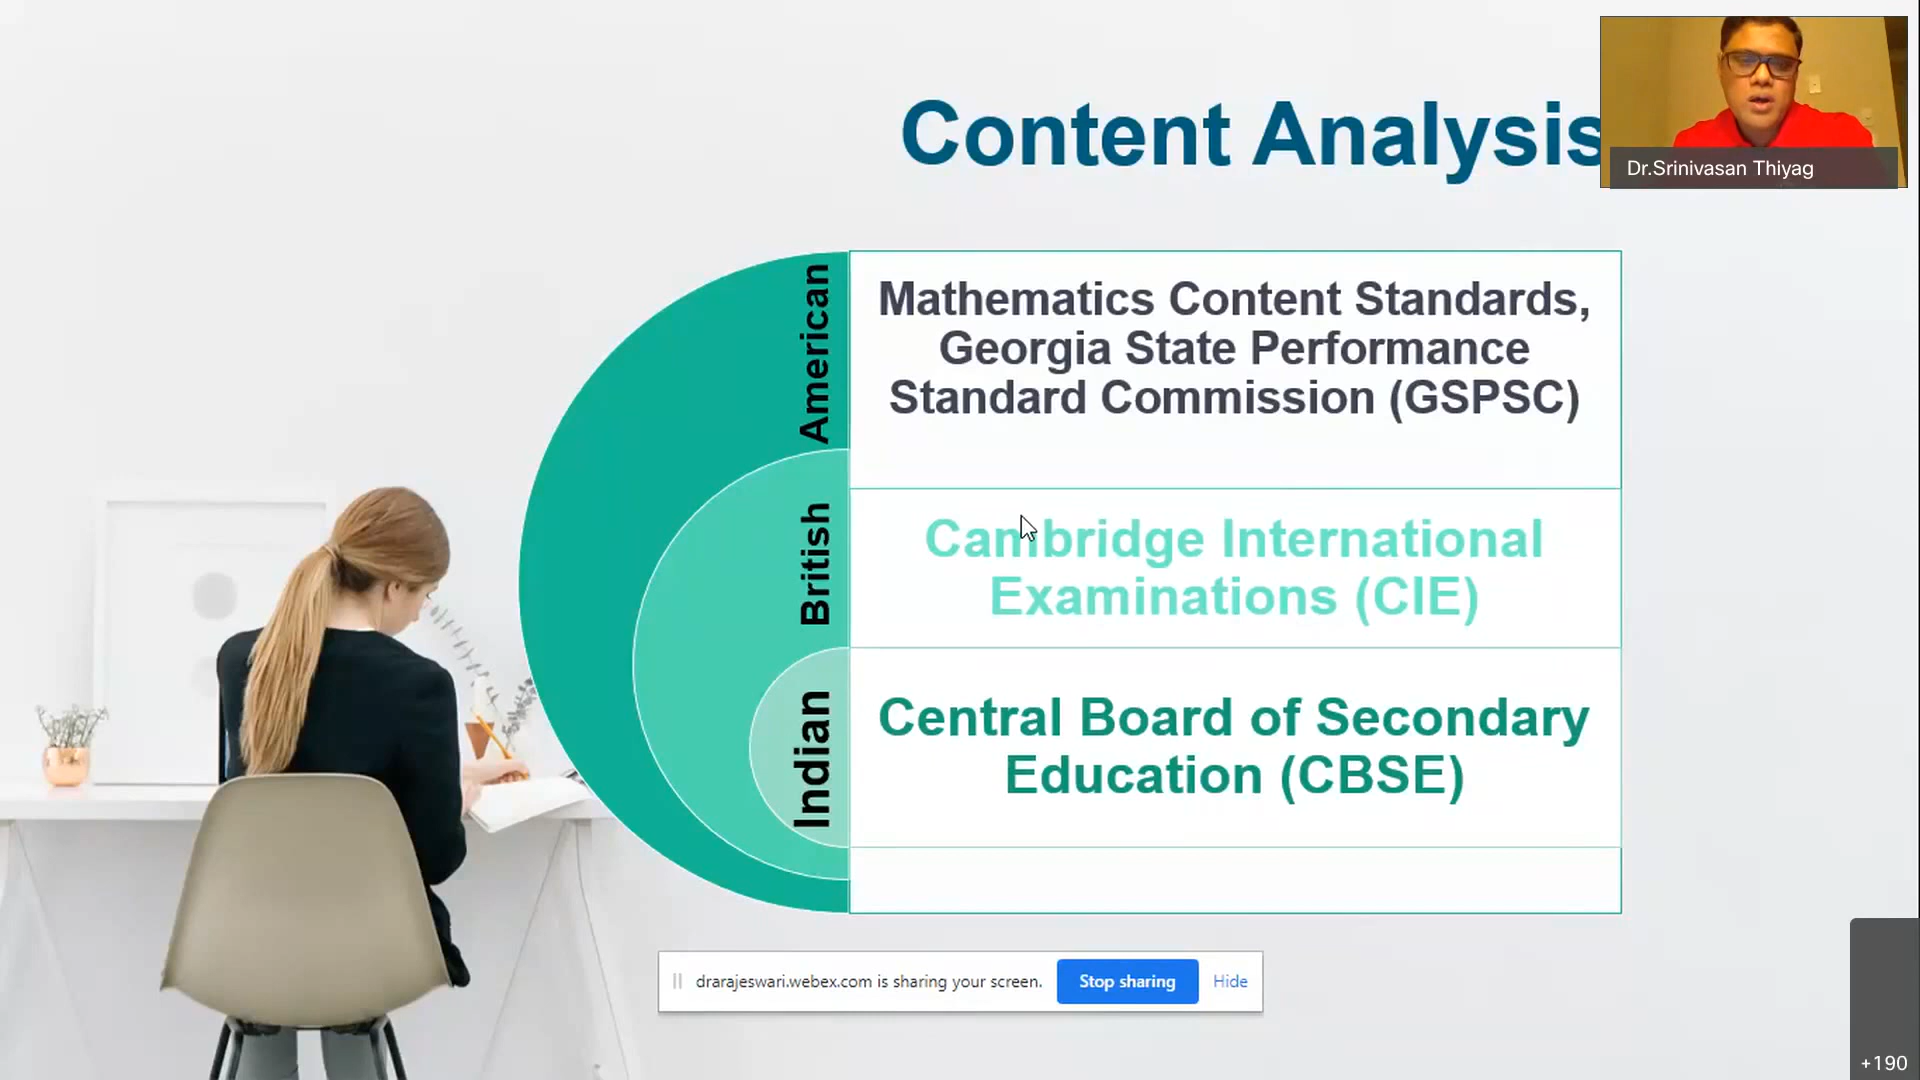 Content Analysis
Dr.Srinivasan Thiyag
American
Mathematics Content Standards,
Georgia State Performance
Standard Commission (GSPSC)
British
Cambridge International
Examinations (CIE)
Indian
Central Board of Secondary
Education (CBSE)
drarajeswari.webex.com is sharing your screen.
Stop sharing
Hide
+190